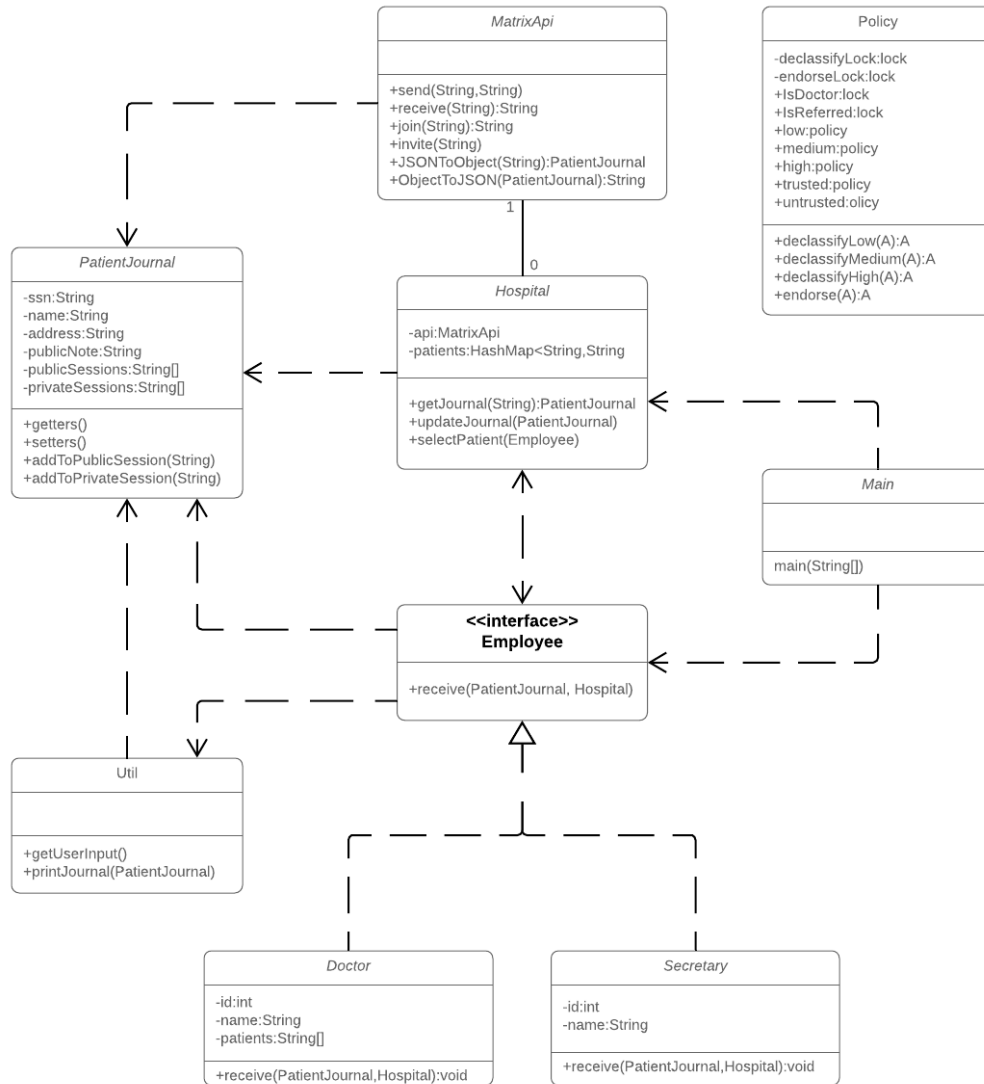 MatrixApi
+send(String,String)
+receive(String):String
+join(String):String
+invite(String)
+JSONToObject(String):PatientJournal
+ObjectToJSON(PatientJournal):String
Policy
-declassifyLock:lock
-endorseLock:lock
+IsDoctor:lock
+IsReferred:lock
+low:policy
+medium:policy
+high:policy
+trusted:policy
+untrusted:olicy
+declassifyLow(A):A
+declassifyMedium(A):A
+declassifyHigh(A):A
+endorse(A):A
1
0
PatientJournal
-ssn:String
-name:String
-address:String
-publicNote:String
-publicSessions:String[]
-privateSessions:String[]
+getters()
+setters()
+addToPublicSession(String)
+addToPrivateSession(String)
Hospital
-api:MatrixApi
-patients:HashMap<String,String
+getJournal(String):PatientJournal
+updateJournal(PatientJournal)
+selectPatient(Employee)
Main
main(String[])
<<interface>>
Employee
+receive(PatientJournal, Hospital)
Util
+getUserInput()
+printJournal(PatientJournal)
Doctor
-id:int
-name:String
-patients:String[]
+receive(PatientJournal,Hospital):void
Secretary
-id:int
-name:String
+receive(PatientJournal,Hospital):void